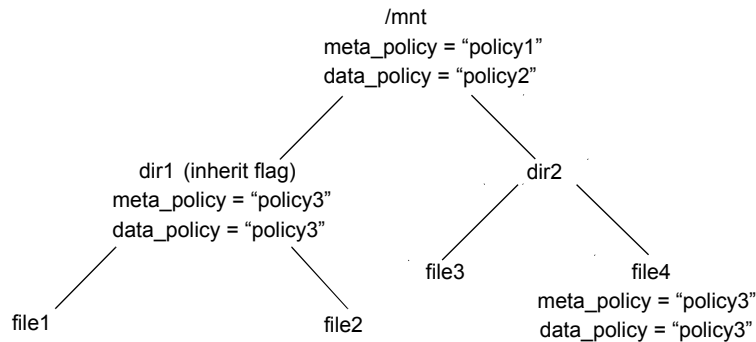 /mnt
meta_policy = “policy1”
data_policy = “policy2”
dir1 (inherit flag)
meta_policy = “policy3”
data_policy = “policy3”
dir2
file1
file2
file3
file4
meta_policy = “policy3”
data_policy = “policy3”